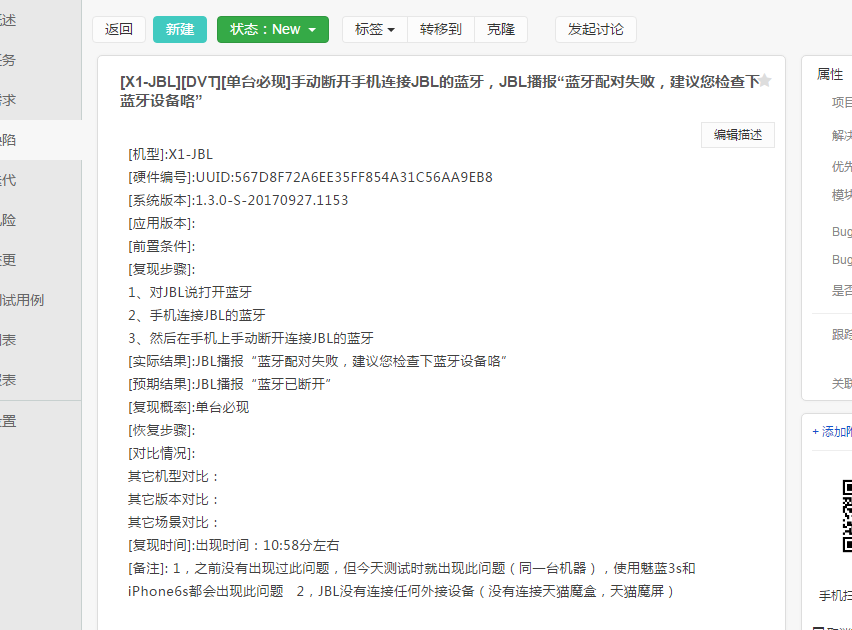 返回
新建
状态：New
标签
转移到
克隆
发起讨论
[X1-JBL][DVT][单台必现]手动断开手机连接JBL的蓝牙，JBL播报“蓝牙配对失败，建议您检查下
蓝牙设备咯”
编辑描述
[机型]:X1-JBL
[硬件编号]:UUID:567D8F72A6EE35FF854A31C56AA9EB8
[系统版本]:1.3.0-S-20170927.1153
[应用版本]:
[前置条件]:
[复现步骤]:
1、对JBL说打开蓝牙
2、手机连接JBL的蓝牙
3、然后在手机上手动断开连接JBL的蓝牙
[实际结果]:JBL播报“蓝牙配对失败，建议您检查下蓝牙设备咯”
[预期结果]:JBL播报“蓝牙已断开”
[复现概率]:单台必现
[恢复步骤]:
[对比情况]:
其它机型对比：
其它版本对比：
其它场景对比：
[复现时间]:出现时间：10:58分左右
[备注]: 1，之前没有出现过此问题，但今天测试时就出现此问题（同一台机器），使用魅蓝3s和
iPhone6s都会出现此问题   2，JBL没有连接任何外接设备（没有连接天猫魔盒，天猫魔屏）
述
务
求
陷
代
险
更
试用例
表
表
置
属性
项目
解决
优先
模块
Bug
Bug
是否
跟踪
关联
+ 添加附
手机扫